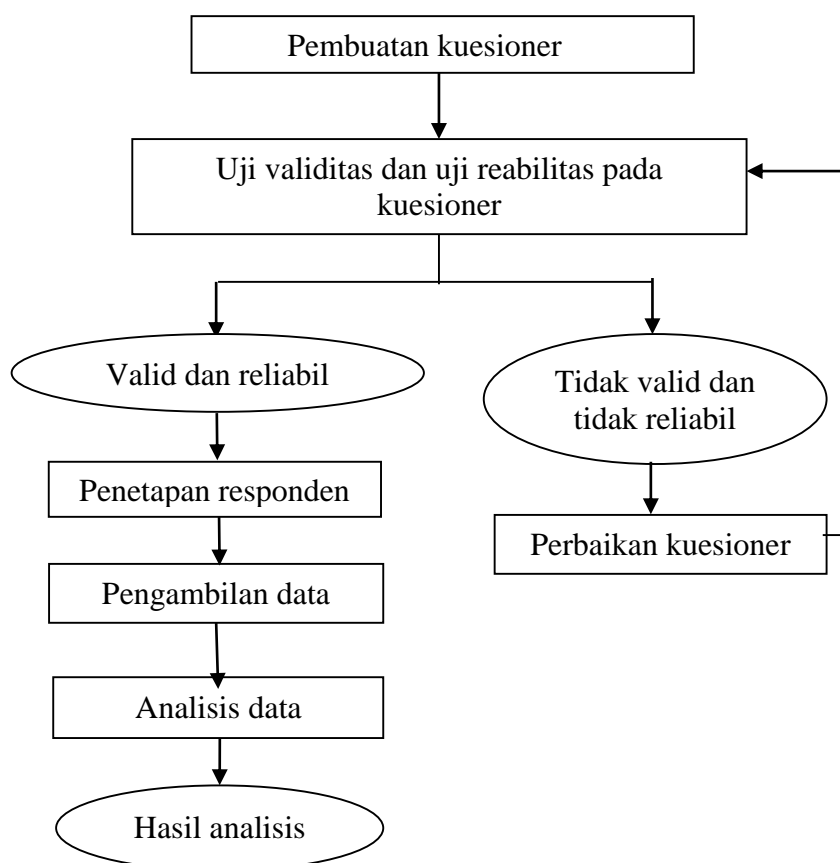 Pembuatan kuesioner
Uji validitas dan uji reabilitas pada
kuesioner
Valid dan reliabil
Tidak valid dan
tidak reliabil
Penetapan responden
Perbaikan kuesioner
Pengambilan data
Analisis data
Hasil analisis